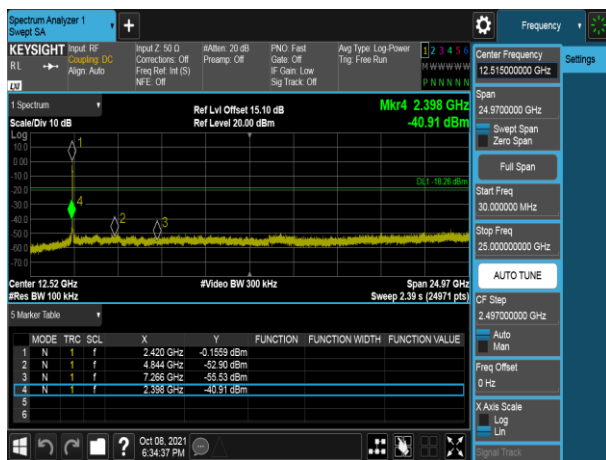 Spectrum Analyzer 1
Swept SA
+
Frequency
KEYSIGHT
RL
LXI
Input: RF
Coupling: DC
Align: Auto
Input Z: 50 Ω
Corrections: Off
Freq Ref: Int (S)
NFE: Off
#Atten: 20 dB
Preamp: Off
PNO: Fast
Gate: Off
IF Gain: Low
Sig Track: Off
Avg Type: Log-Power
Trig: Free Run
1 2 3 4 5 6
M W W W W W
P N N N N N
1 Spectrum
Scale/Div 10 dB
Ref Lvl Offset 15.10 dB
Ref Level 20.00 dBm
Mkr4 2.398 GHz
-40.91 dBm
Log
10.0
0.00
-10.0
-20.0
-30.0
-40.0
-50.0
-60.0
-70.0
1
4
2
3
DL1 -18.26 dBm
Center 12.52 GHz
#Video BW 300 kHz
Span 24.97 GHz
#Res BW 100 kHz
Sweep 2.39 s (24971 pts)
5 Marker Table
MODE TRC SCL X Y FUNCTION FUNCTION WIDTH FUNCTION VALUE
1 N 1 f 2.420 GHz -0.1559 dBm
2 N 1 f 4.844 GHz -52.90 dBm
3 N 1 f 7.266 GHz -55.53 dBm
4 N 1 f 2.398 GHz -40.91 dBm
5
6
?
Oct 08, 2021
6:34:37 PM
Center Frequency
12.515000000 GHz
Settings
Span
24.9700000 GHz
Swept Span
Zero Span
Full Span
Start Freq
30.000000 MHz
Stop Freq
25.000000000 GHz
AUTO TUNE
CF Step
2.497000000 GHz
Auto
Man
Freq Offset
0 Hz
X Axis Scale
Log
Lin
Signal Track